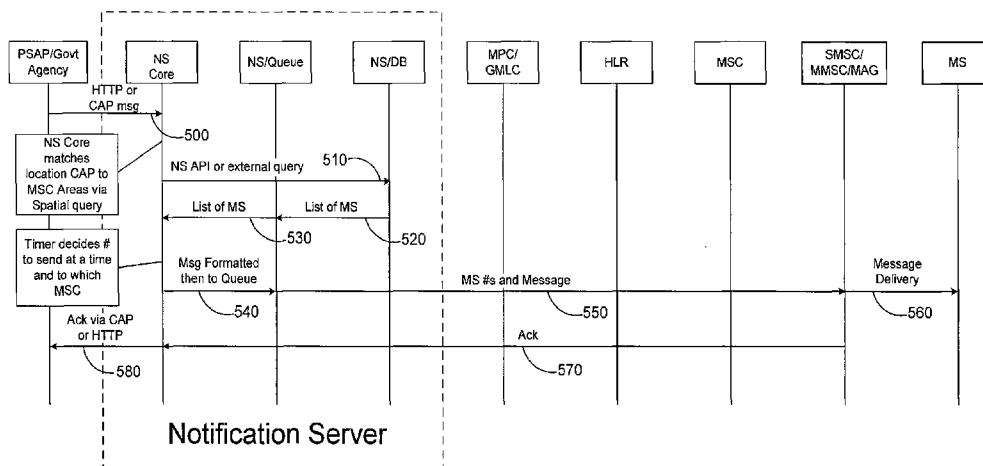 PSAP/Govt
Agency
NS
Core
NS/Queue
NS/DB
MPC/
GMLC
HLR
MSC
SMSC/
MMSC/MAG
MS
HTTP or
CAP msg
500
NS Core
matches
location CAP to
MSC Areas via
Spatial query
NS API or external query
510
List of MS
530
List of MS
520
Timer decides #
to send at a time
and to which
MSC
Msg Formatted
then to Queue
540
MS #s and Message
550
Message
Delivery
560
Ack via CAP
or HTTP
580
Ack
570
Notification Server